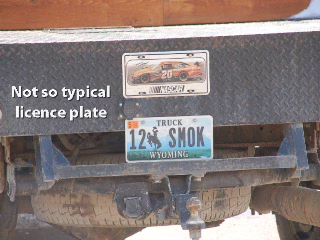 20
NASCAR
Not so typical
licence plate
TRUCK
12 SMOK
WYOMING